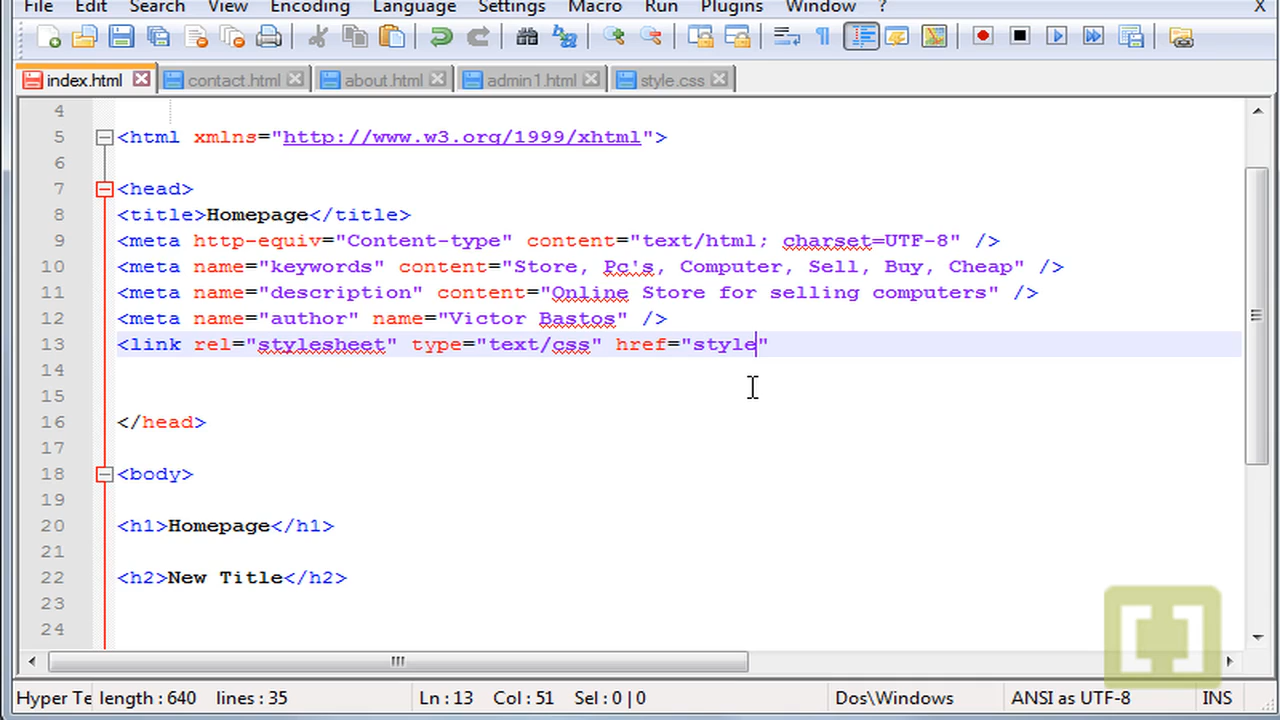 File Edit Search View Encoding Language Settings Macro Run Plugins Window ? X
index.html contact.html about.html admin1.html style.css
4
5 <html xmlns="http://www.w3.org/1999/xhtml">
6
7 <head>
8 <title>Homepage</title>
9 <meta http-equiv="Content-type" content="text/html; charset=UTF-8" />
10 <meta name="keywords" content="Store, Pc's, Computer, Sell, Buy, Cheap" />
11 <meta name="description" content="Online Store for selling computers" />
12 <meta name="author" name="Victor Bastos" />
13 <link rel="stylesheet" type="text/css" href="style"
14
15
16 </head>
17
18 <body>
19
20 <h1>Homepage</h1>
21
22 <h2>New Title</h2>
23
24
Hyper Te length : 640 lines : 35 Ln : 13 Col : 51 Sel : 0 | 0 Dos\Windows ANSI as UTF-8 INS